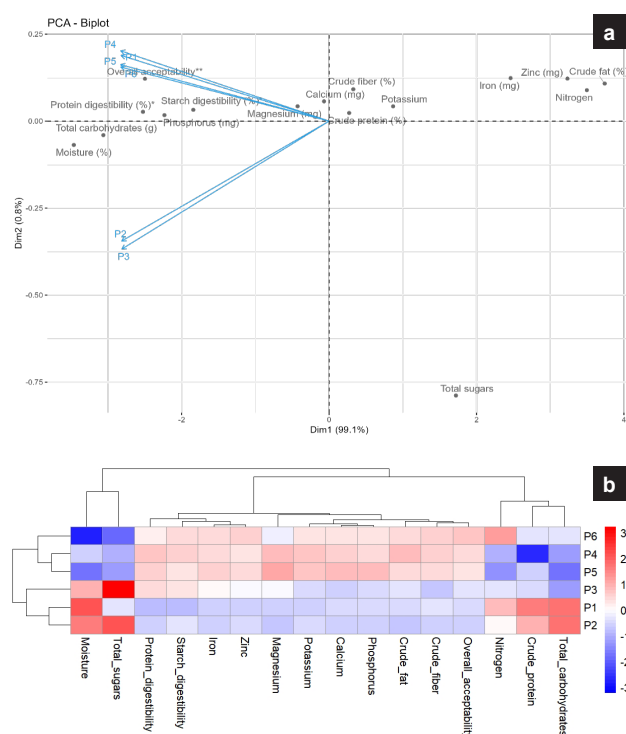 PCA - Biplot
a
0.25
0.00
-0.25
-0.50
-0.75
-2
0
2
4
Dim1 (99.1%)
Dim2 (0.8%)
P4
P5
Overall acceptability**
Protein digestibility (%)*
Starch digestibility (%)
Phosphorus (mg)
Total carbohydrates (g)
Moisture (%)
Magnesium (mg)
Calcium (mg)
Crude fiber (%)
Crude protein (%)
Potassium
Iron (mg)
Zinc (mg)
Crude fat (%
Nitrogen
P2
P3
Total sugars
b
P6
P4
P5
P3
P1
P2
3
2
1
0
-1
-2
Moisture
Total_sugars
Protein_digestibility
Starch_digestibility
Iron
Zinc
Magnesium
Potassium
Calcium
Phosphorus
Crude_fat
Crude_fiber
Overall_acceptabilit
Nitrogen
Crude_protein
Total_carbohydrates